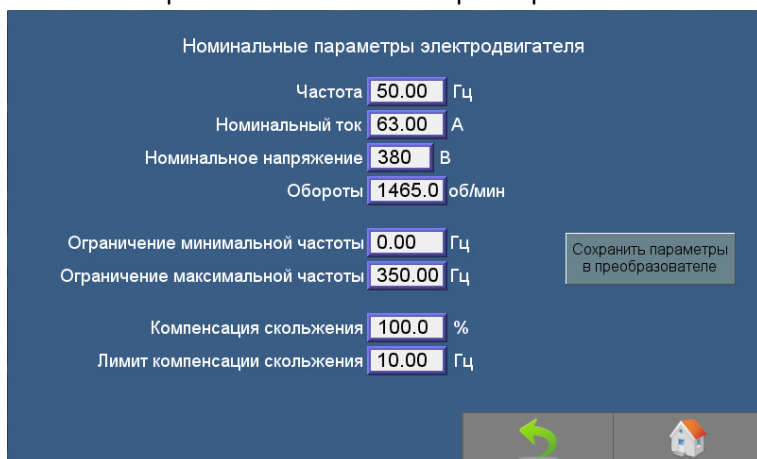 Номинальные параметры электродвигателя
Частота 50.00 Гц
Номинальный ток 63.00 А
Номинальное напряжение 380 В
Обороты 1465.0 об/мин
Ограничение минимальной частоты 0.00 Гц
Ограничение максимальной частоты 350.00 Гц
Сохранить параметры
в преобразователе
Компенсация скольжения 100.0 %
Лимит компенсации скольжения 10.00 Гц